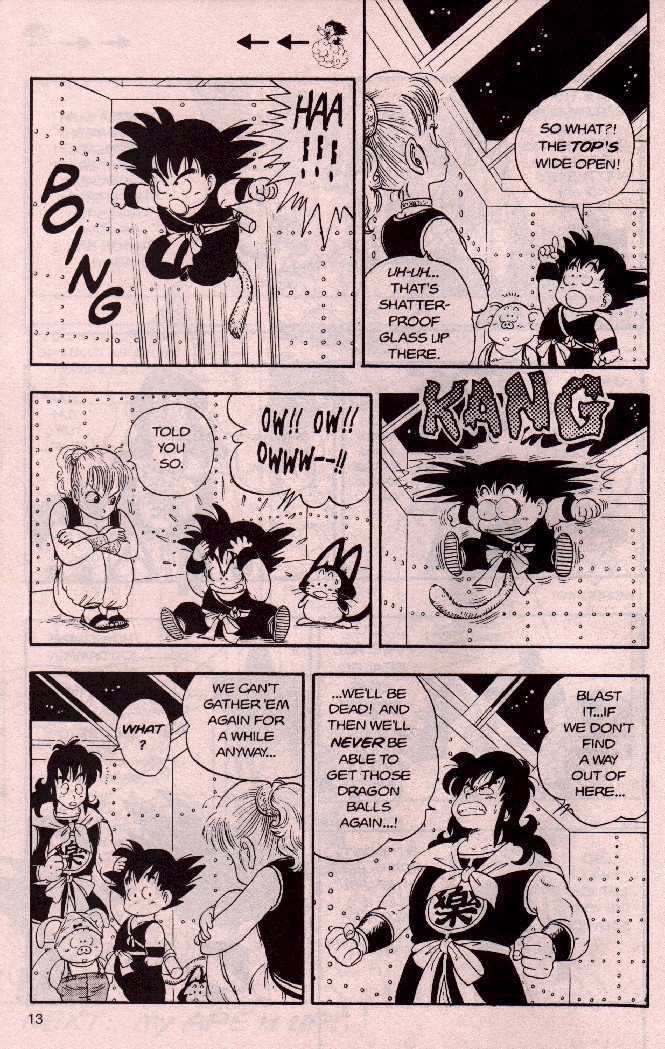 SO WHAT?!
THE TOP'S
WIDE OPEN!
UH-UH...
THAT'S
SHATTER-
PROOF
GLASS UP
THERE.
HAA
!!!
POING
KANG
OW!! OW!!
OWWW--!!
TOLD
YOU
SO.
BLAST
IT...IF
WE DON'T
FIND
A WAY
OUT OF
HERE...
...WE'LL BE
DEAD! AND
THEN WE'LL
NEVER BE
ABLE TO
GET THOSE
DRAGON
BALLS
AGAIN...!
樂
WE CAN'T
GATHER 'EM
AGAIN FOR
A WHILE
ANYWAY...
WHAT
?
樂
13